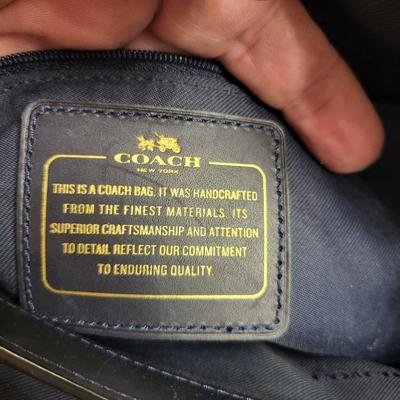 COACH
NEW YORK
THIS IS A COACH BAG. IT WAS HANDCRAFTED
FROM THE FINEST MATERIALS. ITS
SUPERIOR CRAFTSMANSHIP AND ATTENTION
TO DETAIL REFLECT OUR COMMITMENT
TO ENDURING QUALITY.